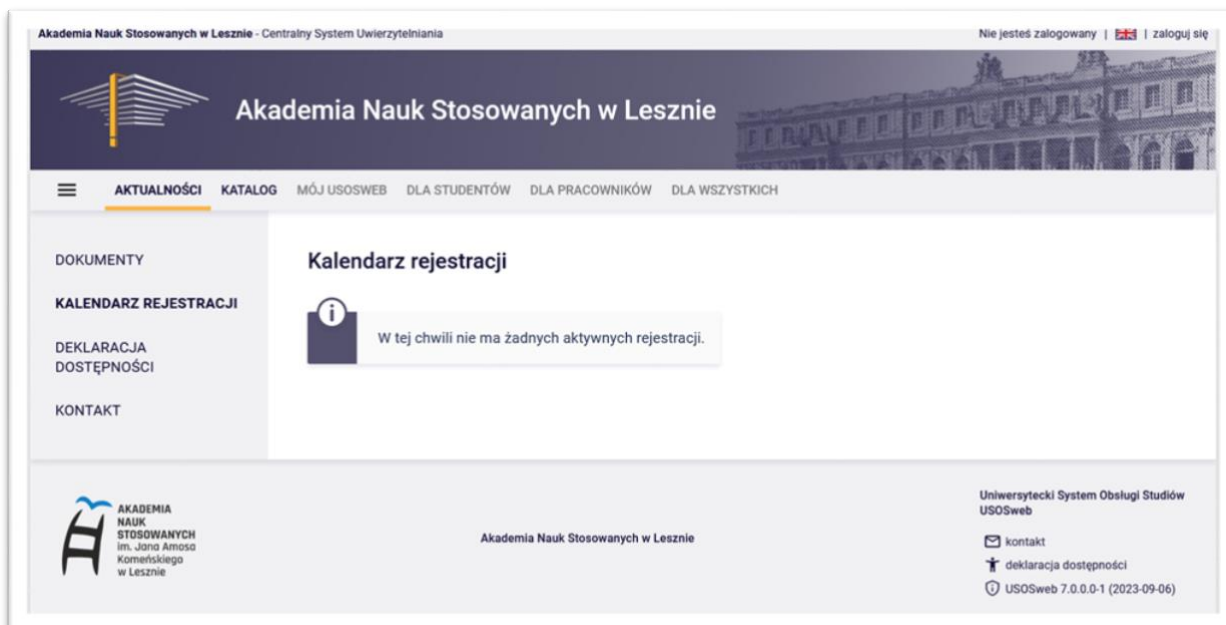 Akademia Nauk Stosowanych w Lesznie - Centralny System Uwierzytelniania
Nie jesteś zalogowany | | zaloguj się
Akademia Nauk Stosowanych w Lesznie
AKTUALNOŚCI KATALOG MÓJ USOSWEB DLA STUDENTÓW DLA PRACOWNIKÓW DLA WSZYSTKICH
DOKUMENTY
KALENDARZ REJESTRACJI
DEKLARACJA
DOSTĘPNOŚCI
KONTAKT
Kalendarz rejestracji
W tej chwili nie ma żadnych aktywnych rejestracji.
AKADEMIA
NAUK
STOSOWANYCH
im. Jana Amosa
Komeńskiego
w Lesznie
Akademia Nauk Stosowanych w Lesznie
Uniwersytecki System Obsługi Studiów
USOSweb
kontakt
deklaracja dostępności
USOSweb 7.0.0.0-1 (2023-09-06)